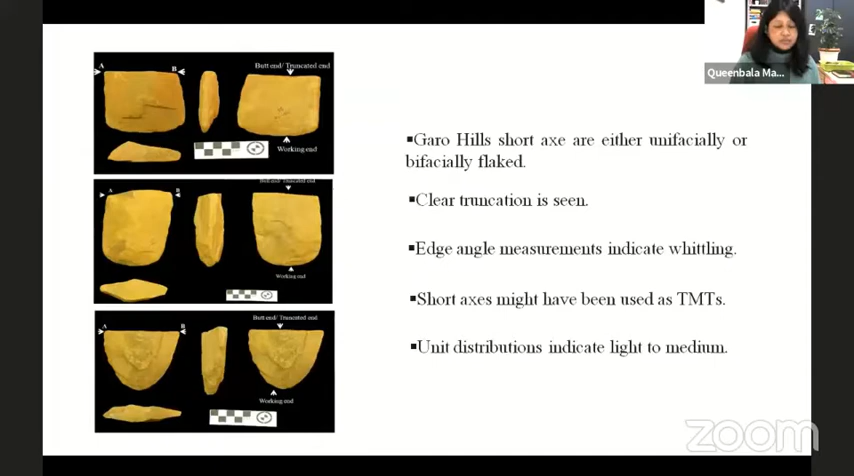 Queenbala Ma...
A
B
Butt end/ Truncated end
Working end
▪Garo Hills short axe are either unifacially or
bifacially flaked.
A
B
Butt end/ Truncated end
Working end
▪Clear truncation is seen.
▪Edge angle measurements indicate whittling.
▪Short axes might have been used as TMTs.
A
B
Butt end/ Truncated end
Working end
▪Unit distributions indicate light to medium.
zoom